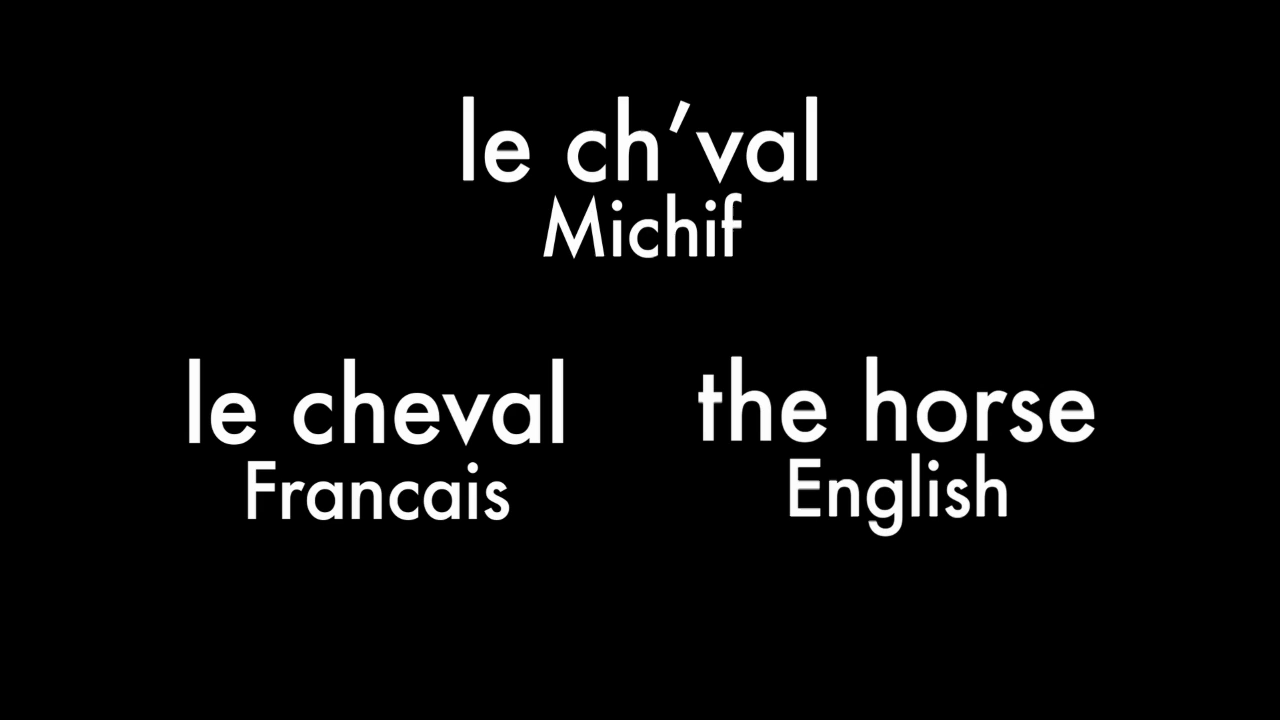 le ch’val
Michif
le cheval
Francais
the horse
English